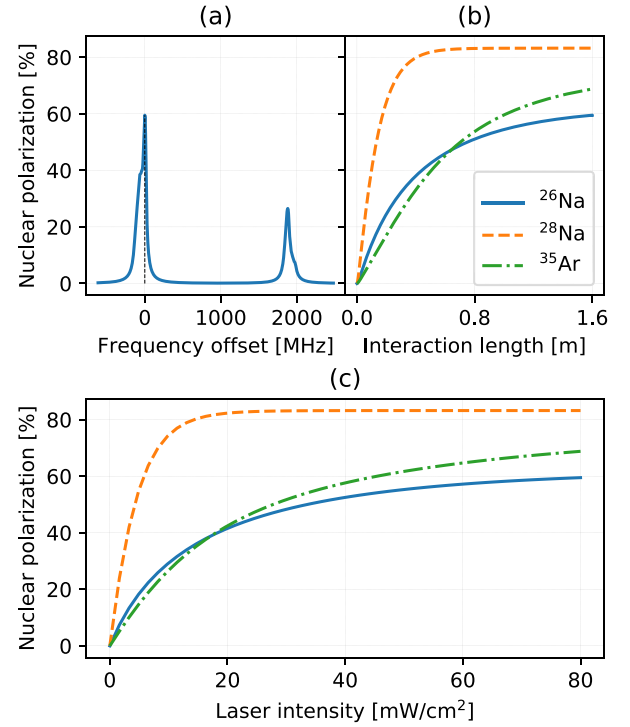 (a)
(b)
Nuclear polarization [%]
80
60
40
20
0
0
1000
2000
Frequency offset [MHz]
0.0
0.8
1.6
Interaction length [m]
²⁶Na
²⁸Na
³⁵Ar
(c)
Nuclear polarization [%]
80
60
40
20
0
0
20
40
60
80
Laser intensity [mW/cm²]